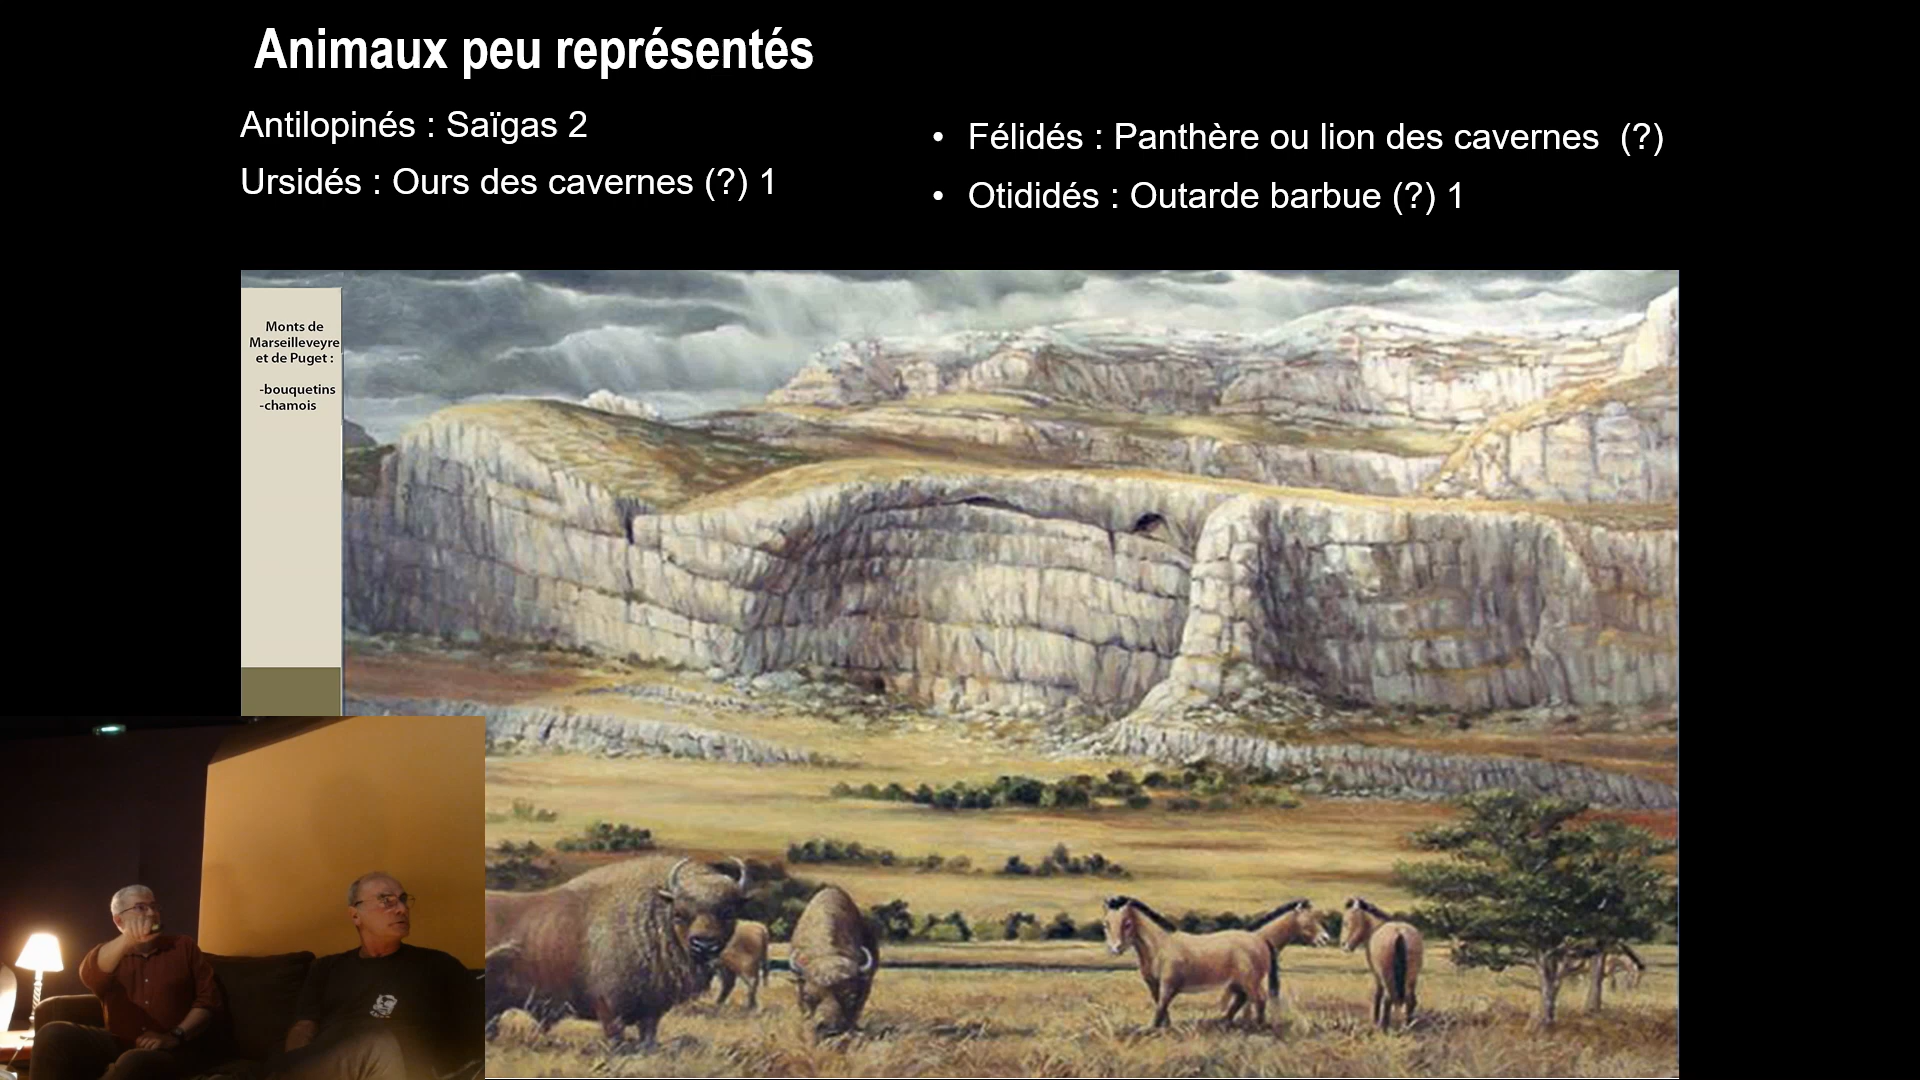 Animaux peu représentés
Antilopinés : Saïgas 2
Ursidés : Ours des cavernes (?) 1
• Félidés : Panthère ou lion des cavernes (?)
• Otididés : Outarde barbue (?) 1
Monts de
Marseilleveyre
et de Puget :
-bouquetins
-chamois